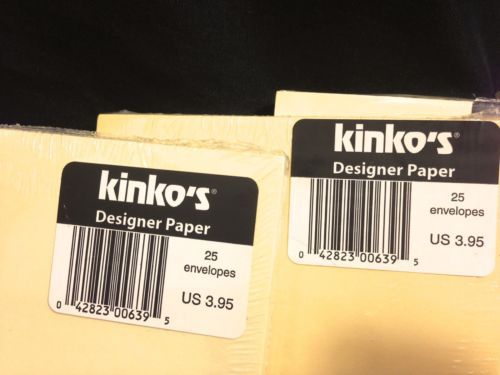 kinko's®
Designer Paper
25
envelopes
US 3.95
0 42823 00639 5
kinko's®
Designer Paper
25
envelopes
US 3.95
0 42823 00639 5